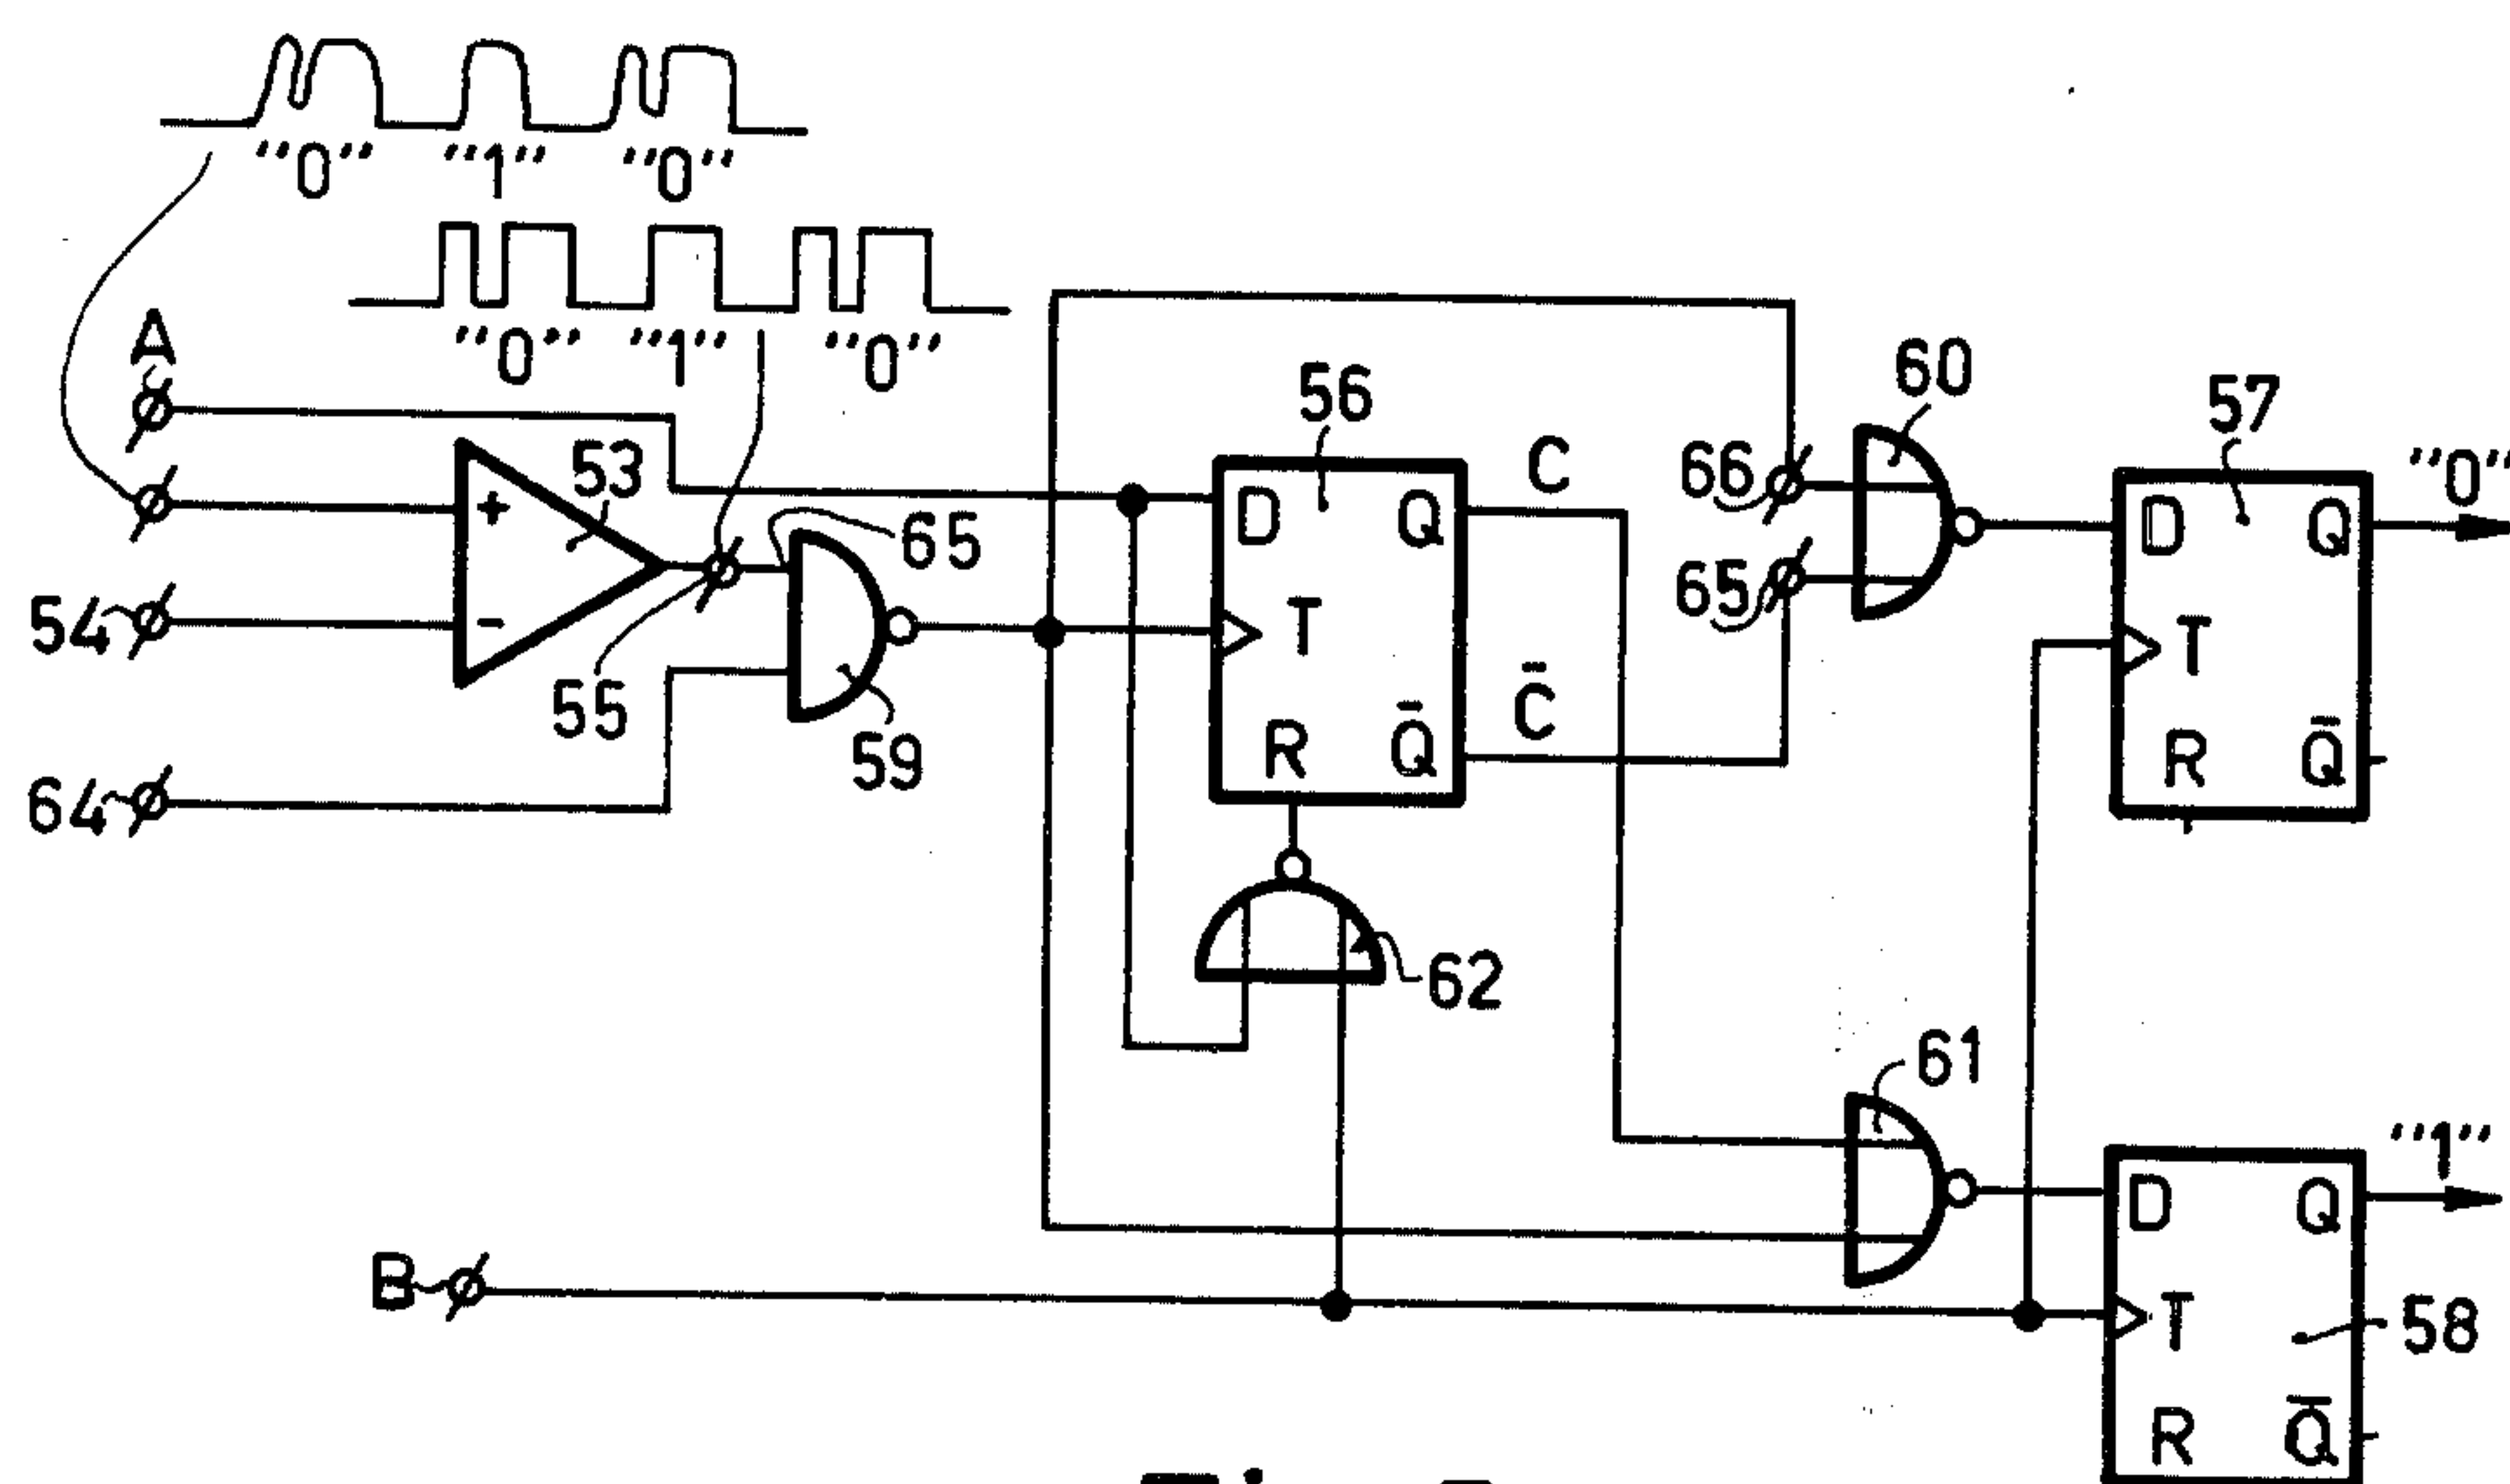 "0" "1" "0"
"0" "1" "0"
A
53
54
55
64
65
59
56
D Q
T
R Q̄
C
C̄
66
65
60
57
"0"
D Q
T
R Q̄
62
61
B
"1"
D Q
T
58
R Q̄